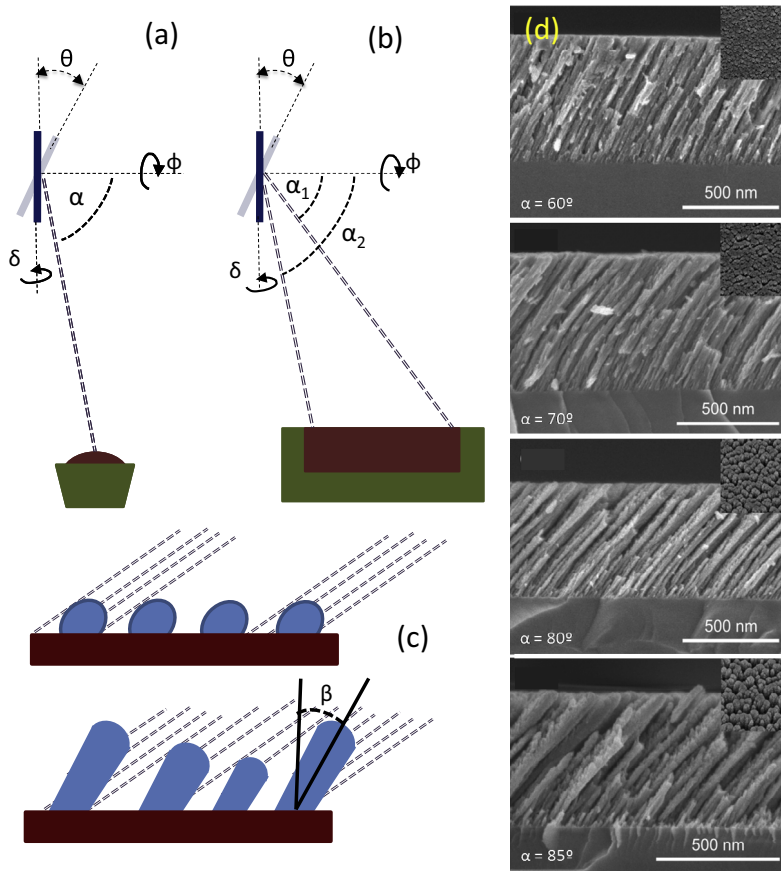 (a)
θ
ϕ
α
δ
(b)
θ
ϕ
α1
α2
δ
(c)
β
(d)
500 nm
α = 60º
500 nm
α = 70º
500 nm
α = 80º
500 nm
α = 85º